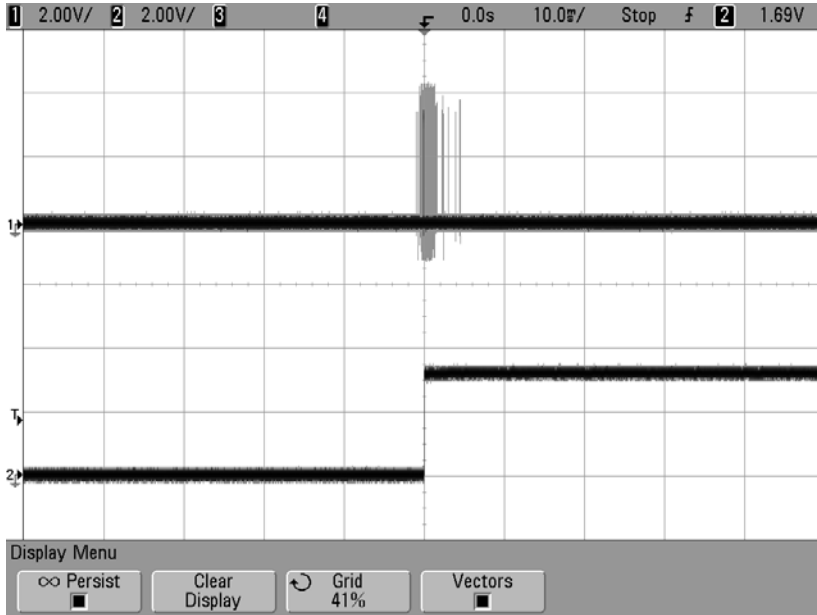 1 2.00V/ 2 2.00V/ 3 4 0.0s 10.0㎳/ Stop 2 1.69V
1
T
2
Display Menu
∞ Persist Clear Display Grid 41% Vectors